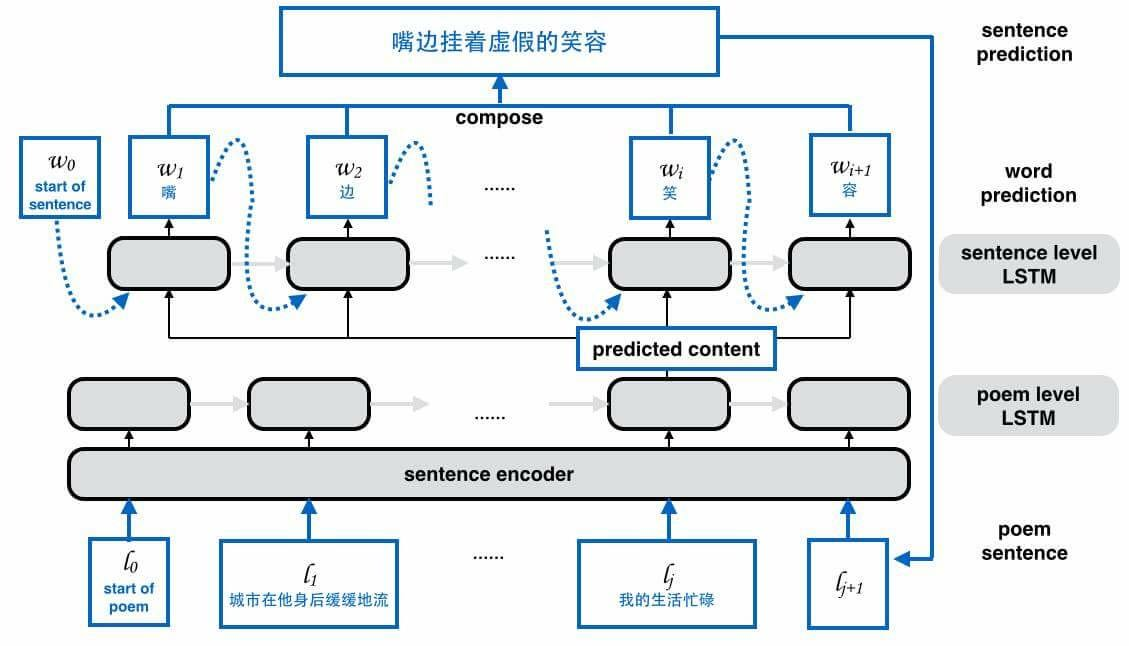 嘴边挂着虚假的笑容
sentence
prediction
compose
w0
start of
sentence
w1
嘴
w2
边
......
wi
笑
wi+1
容
word
prediction
......
sentence level
LSTM
predicted content
......
poem level
LSTM
sentence encoder
l0
start of
poem
l1
城市在他身后缓缓地流
......
lj
我的生活忙碌
lj+1
poem
sentence